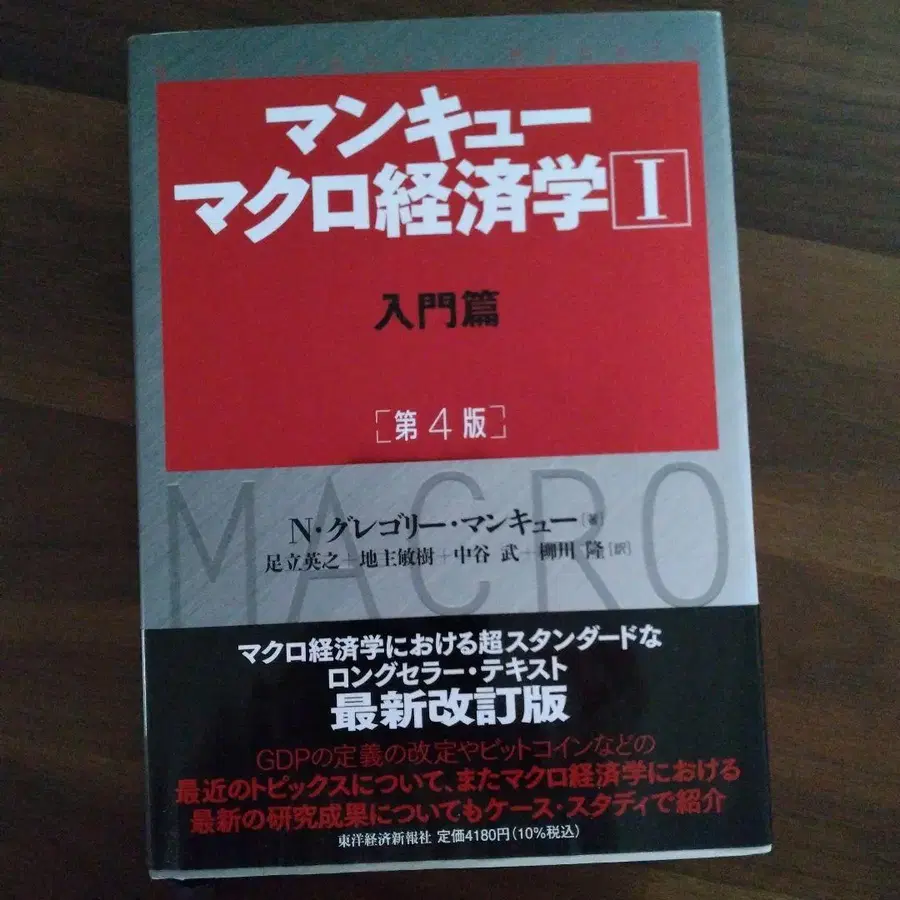 マンキュー
マクロ経済学 I
入門篇
[第4版]
MACRO
N・グレゴリー・マンキュー[著]
足立英之+地主敏樹+中谷 武+柳川 隆[訳]
マクロ経済学における超スタンダードな
ロングセラー・テキスト
最新改訂版
GDPの定義の改定やビットコインなどの
最近のトピックスについて、またマクロ経済学における
最新の研究成果についてもケース・スタディで紹介
東洋経済新報社 定価4180円(10%税込)